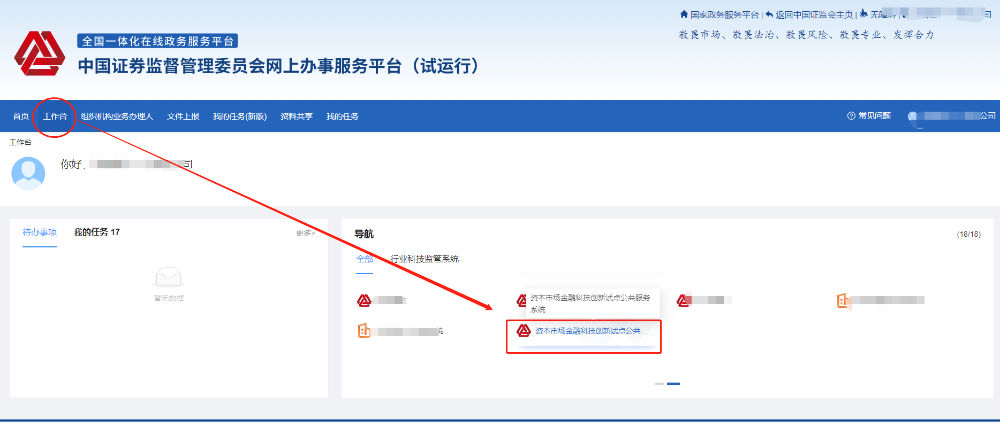 国家政务服务平台 | 返回中国证监会主页 | 无障碍 | 司
敬畏市场、敬畏法治、敬畏风险、敬畏专业、发挥合力
全国一体化在线政务服务平台
中国证券监督管理委员会网上办事服务平台（试运行）
首页 工作台 组织机构业务办理人 文件上报 我的任务(新版) 资料共享 我的任务 常见问题 公司
工作台
你好, 司
待办事项 我的任务 17 更多>
暂无数据
导航 (18/18)
全部 行业科技监管系统
资本市场金融科技创新试点公共服务
系统
统 资本市场金融科技创新试点公共...